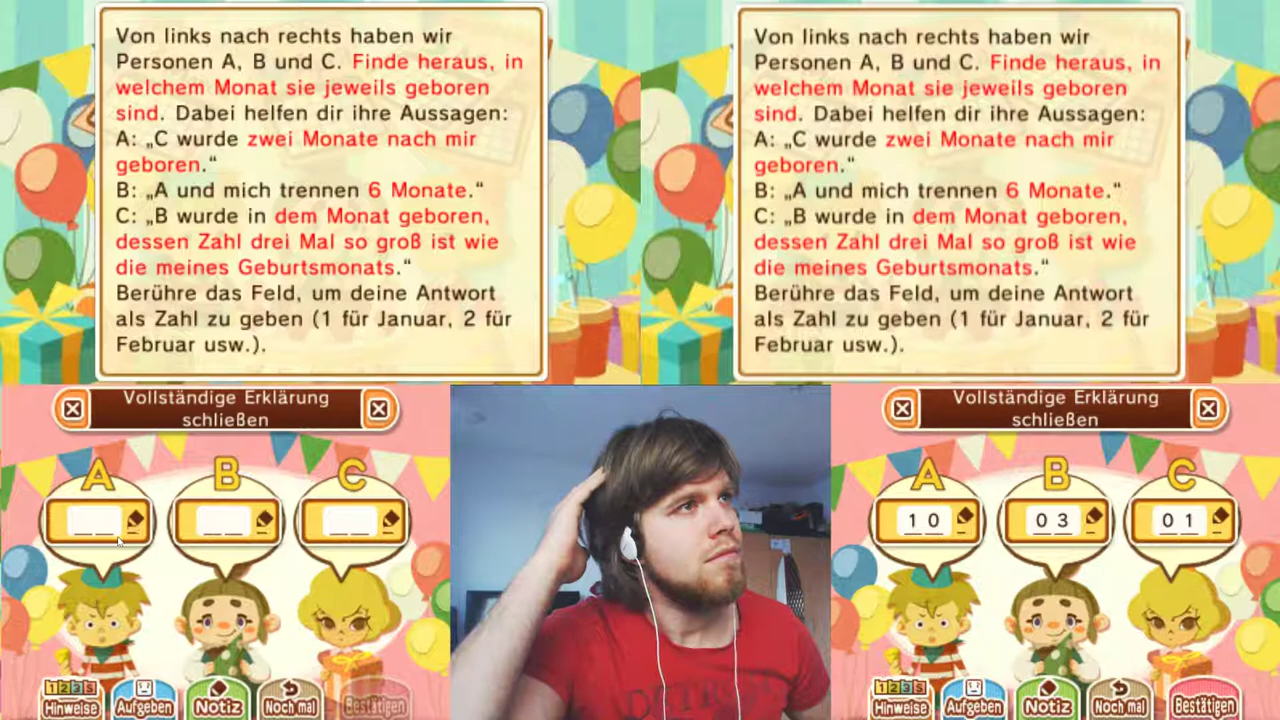 Von links nach rechts haben wir
Personen A, B und C. Finde heraus, in
welchem Monat sie jeweils geboren
sind. Dabei helfen dir ihre Aussagen:
A: „C wurde zwei Monate nach mir
geboren.“
B: „A und mich trennen 6 Monate.“
C: „B wurde in dem Monat geboren,
dessen Zahl drei Mal so groß ist wie
die meines Geburtsmonats.“
Berühre das Feld, um deine Antwort
als Zahl zu geben (1 für Januar, 2 für
Februar usw.).
Von links nach rechts haben wir
Personen A, B und C. Finde heraus, in
welchem Monat sie jeweils geboren
sind. Dabei helfen dir ihre Aussagen:
A: „C wurde zwei Monate nach mir
geboren.“
B: „A und mich trennen 6 Monate.“
C: „B wurde in dem Monat geboren,
dessen Zahl drei Mal so groß ist wie
die meines Geburtsmonats.“
Berühre das Feld, um deine Antwort
als Zahl zu geben (1 für Januar, 2 für
Februar usw.).
Vollständige Erklärung
schließen
A B C
Hinweise Aufgeben Notiz Noch mal Bestätigen
Vollständige Erklärung
schließen
A B C
10 03 01
Hinweise Aufgeben Notiz Noch mal Bestätigen